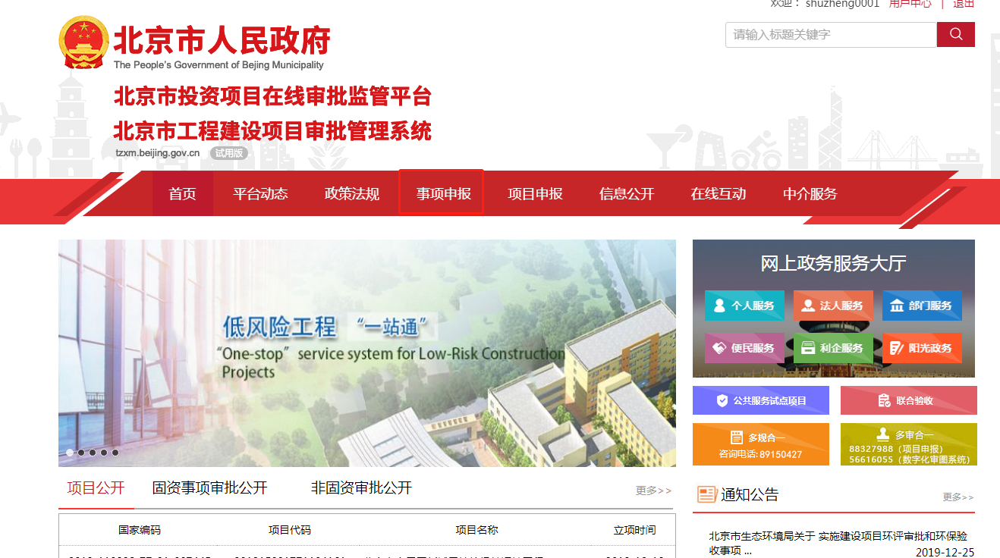 欢迎： shuzheng0001 用户中心 | 退出
北京市人民政府
The People's Government of Bejing Municipality
请输入标题关键字
北京市投资项目在线审批监管平台
北京市工程建设项目审批管理系统
tzxm.beijing.gov.cn 试用版
首页 平台动态 政策法规 事项申报 项目申报 信息公开 在线互动 中介服务
低风险工程 “一站通”
“One-stop” service system for Low-Risk Construction
Projects
网上政务服务大厅
个人服务 法人服务 部门服务
便民服务 利企服务 阳光政务
公共服务试点项目 联合验收
多规合一
咨询电话: 89150427
多审合一
88327988（项目申报）
56616055（数字化审图系统）
项目公开 固资事项审批公开 非固资审批公开 更多>>
国家编码 项目代码 项目名称 立项时间
通知公告 更多>>
北京市生态环境局关于 实施建设项目环评审批和环保验
收事项 ... 2019-12-25